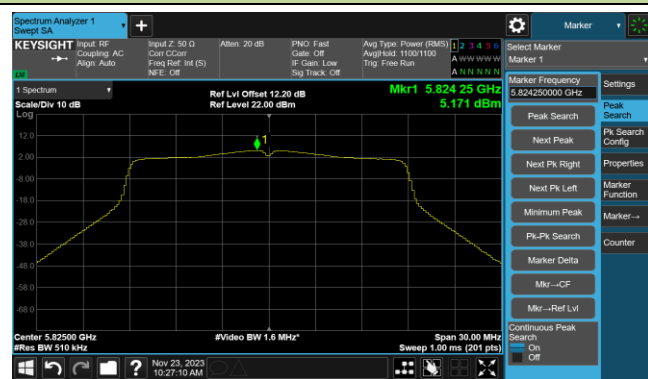 Spectrum Analyzer 1
Swept SA
+
Marker
KEYSIGHT
Input: RF
Coupling: AC
Align: Auto
Input Z: 50 Ω
Corr CCorr
Freq Ref: Int (S)
NFE: Off
Atten: 20 dB
PNO: Fast
Gate: Off
IF Gain: Low
Sig Track: Off
Avg Type: Power (RMS)
Avg|Hold: 1100/1100
Trig: Free Run
1 2 3 4 5 6
A W W W W W
A N N N N N
LV
Select Marker
Marker 1
1 Spectrum
Scale/Div 10 dB
Log
Ref Lvl Offset 12.20 dB
Ref Level 22.00 dBm
Mkr1 5.824 25 GHz
5.171 dBm
12.0
2.00
-8.00
-18.0
-28.0
-38.0
-48.0
-58.0
-68.0
1
Center 5.82500 GHz
#Res BW 510 kHz
#Video BW 1.6 MHz*
Span 30.00 MHz
Sweep 1.00 ms (201 pts)
Marker Frequency
5.824250000 GHz
Peak Search
Next Peak
Next Pk Right
Next Pk Left
Minimum Peak
Pk-Pk Search
Marker Delta
Mkr→CF
Mkr→Ref Lvl
Continuous Peak
Search
On
Off
Settings
Peak
Search
Pk Search
Config
Properties
Marker
Function
Marker→
Counter
?
Nov 23, 2023
10:27:10 AM